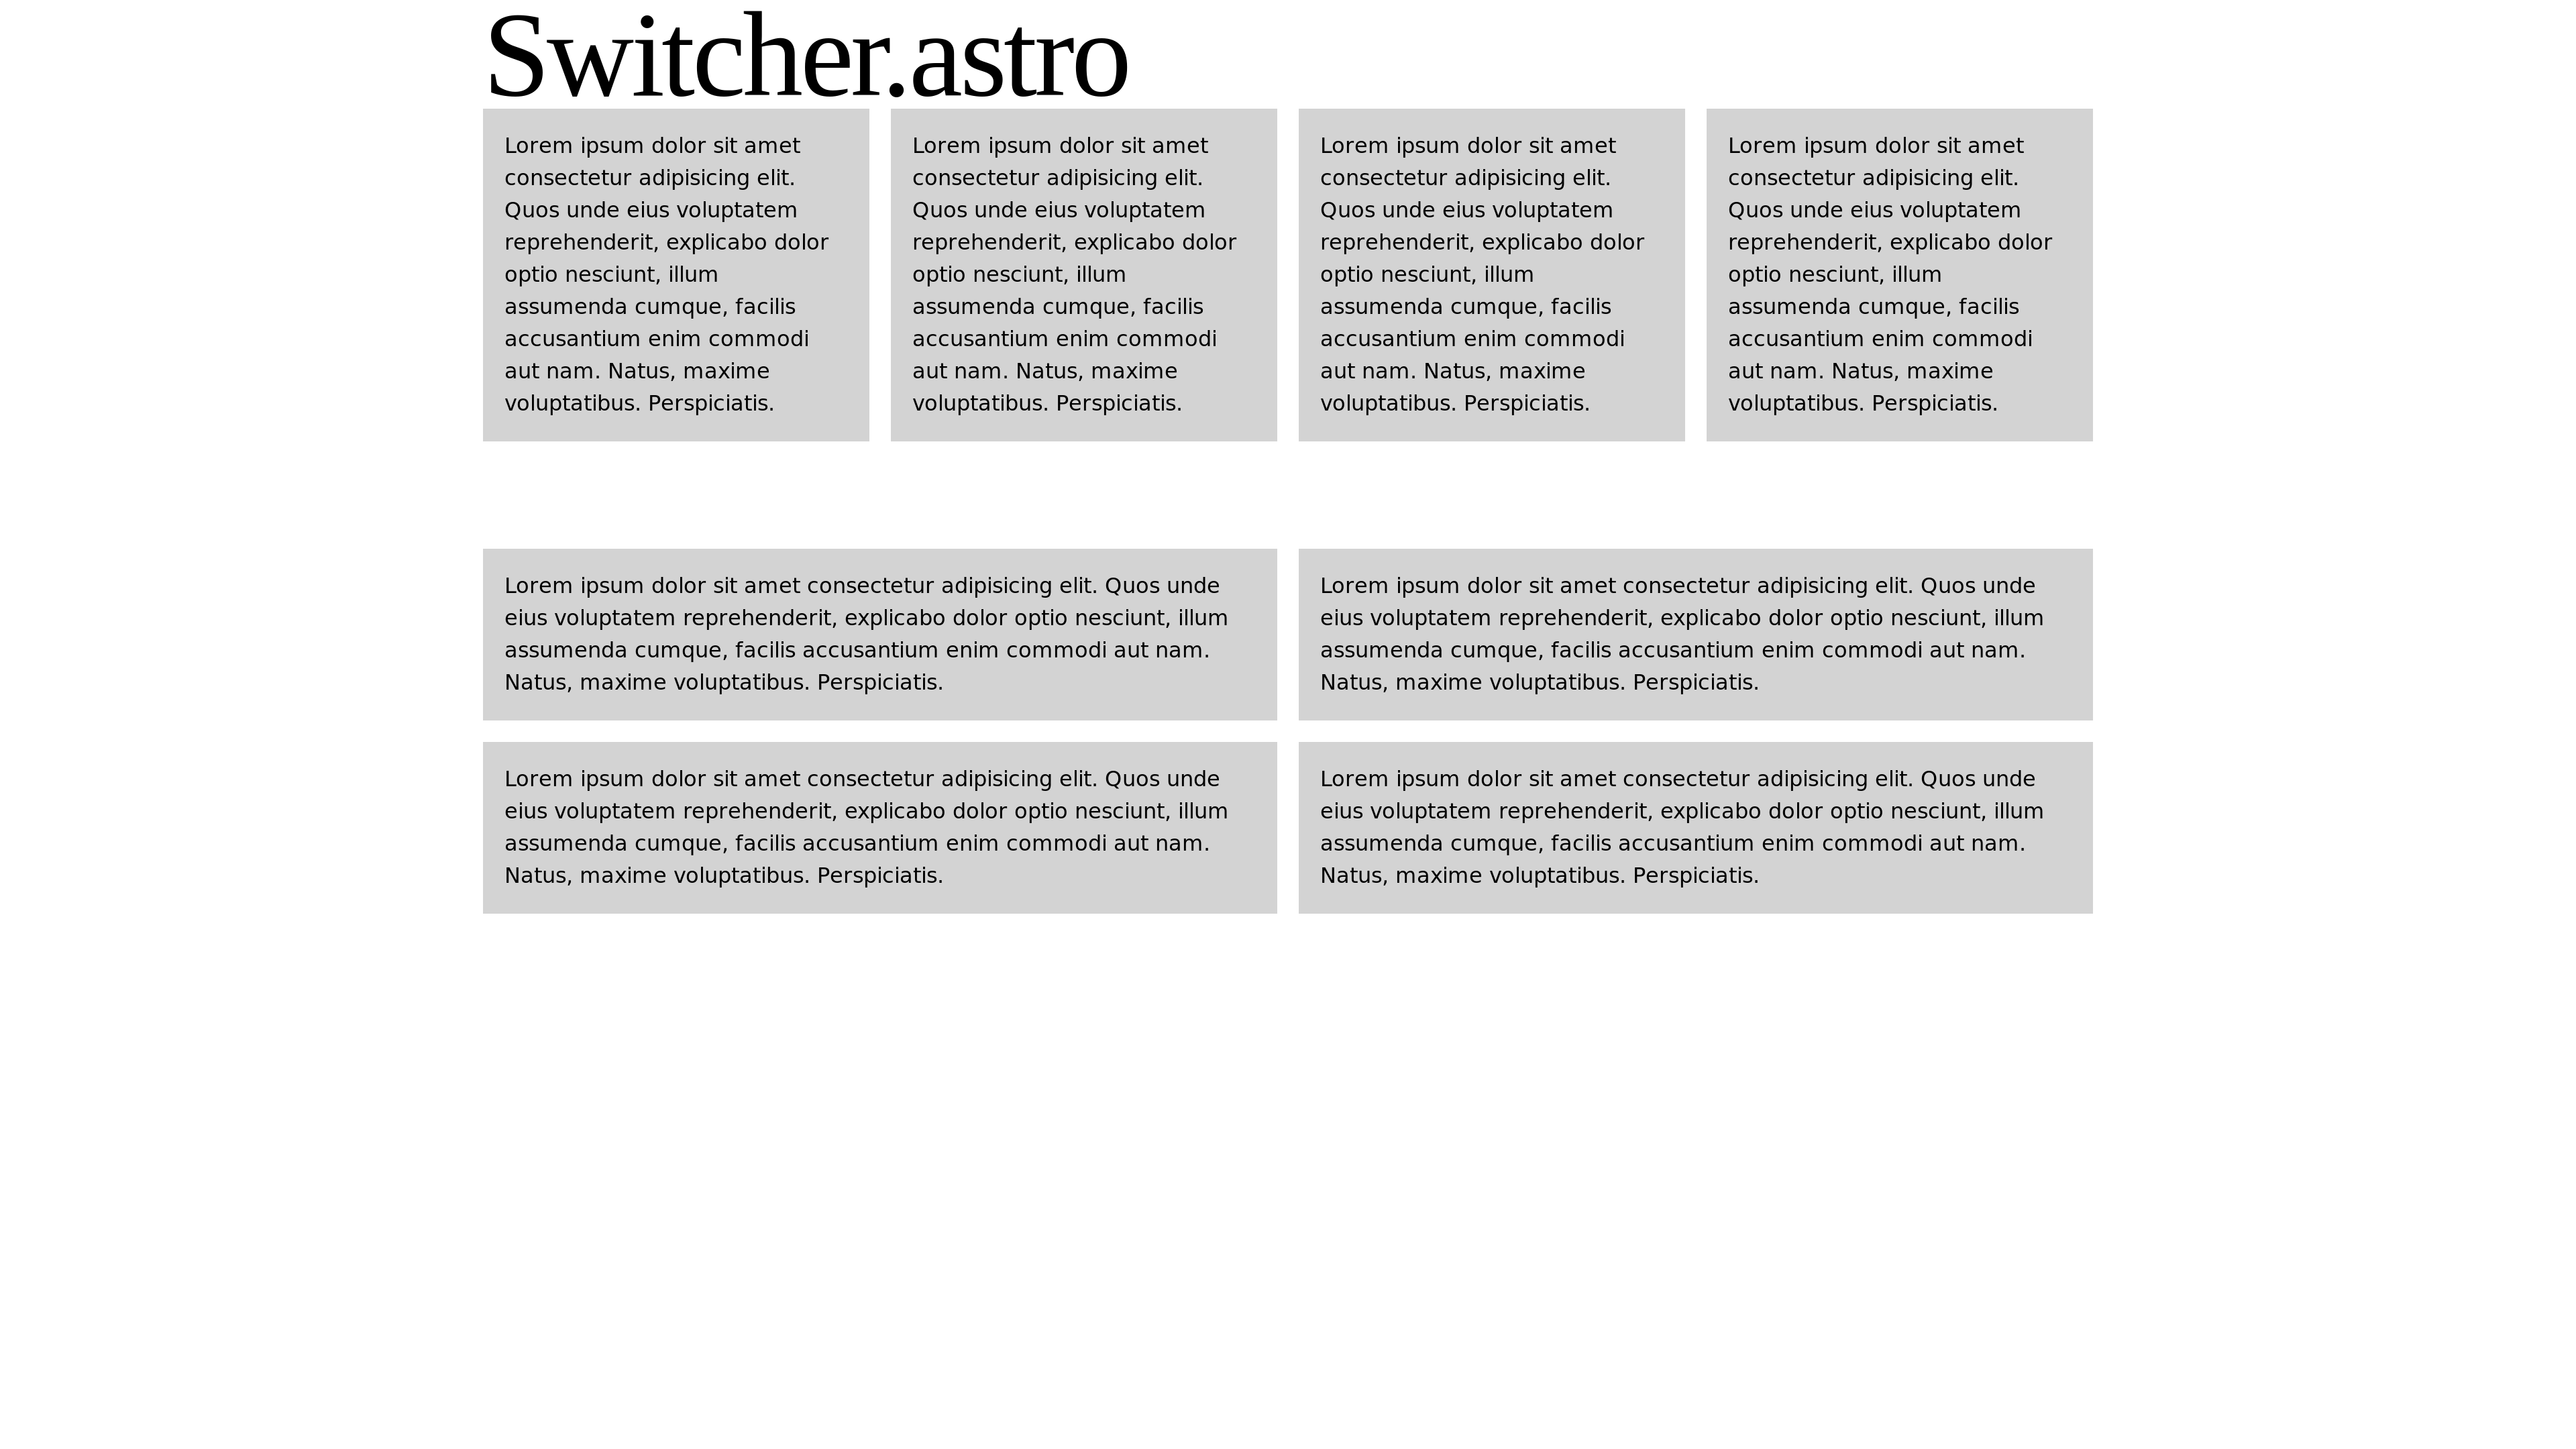 Switcher.astro
Lorem ipsum dolor sit amet
consectetur adipisicing elit.
Quos unde eius voluptatem
reprehenderit, explicabo dolor
optio nesciunt, illum
assumenda cumque, facilis
accusantium enim commodi
aut nam. Natus, maxime
voluptatibus. Perspiciatis.
Lorem ipsum dolor sit amet
consectetur adipisicing elit.
Quos unde eius voluptatem
reprehenderit, explicabo dolor
optio nesciunt, illum
assumenda cumque, facilis
accusantium enim commodi
aut nam. Natus, maxime
voluptatibus. Perspiciatis.
Lorem ipsum dolor sit amet
consectetur adipisicing elit.
Quos unde eius voluptatem
reprehenderit, explicabo dolor
optio nesciunt, illum
assumenda cumque, facilis
accusantium enim commodi
aut nam. Natus, maxime
voluptatibus. Perspiciatis.
Lorem ipsum dolor sit amet
consectetur adipisicing elit.
Quos unde eius voluptatem
reprehenderit, explicabo dolor
optio nesciunt, illum
assumenda cumque, facilis
accusantium enim commodi
aut nam. Natus, maxime
voluptatibus. Perspiciatis.
Lorem ipsum dolor sit amet consectetur adipisicing elit. Quos unde
eius voluptatem reprehenderit, explicabo dolor optio nesciunt, illum
assumenda cumque, facilis accusantium enim commodi aut nam.
Natus, maxime voluptatibus. Perspiciatis.
Lorem ipsum dolor sit amet consectetur adipisicing elit. Quos unde
eius voluptatem reprehenderit, explicabo dolor optio nesciunt, illum
assumenda cumque, facilis accusantium enim commodi aut nam.
Natus, maxime voluptatibus. Perspiciatis.
Lorem ipsum dolor sit amet consectetur adipisicing elit. Quos unde
eius voluptatem reprehenderit, explicabo dolor optio nesciunt, illum
assumenda cumque, facilis accusantium enim commodi aut nam.
Natus, maxime voluptatibus. Perspiciatis.
Lorem ipsum dolor sit amet consectetur adipisicing elit. Quos unde
eius voluptatem reprehenderit, explicabo dolor optio nesciunt, illum
assumenda cumque, facilis accusantium enim commodi aut nam.
Natus, maxime voluptatibus. Perspiciatis.